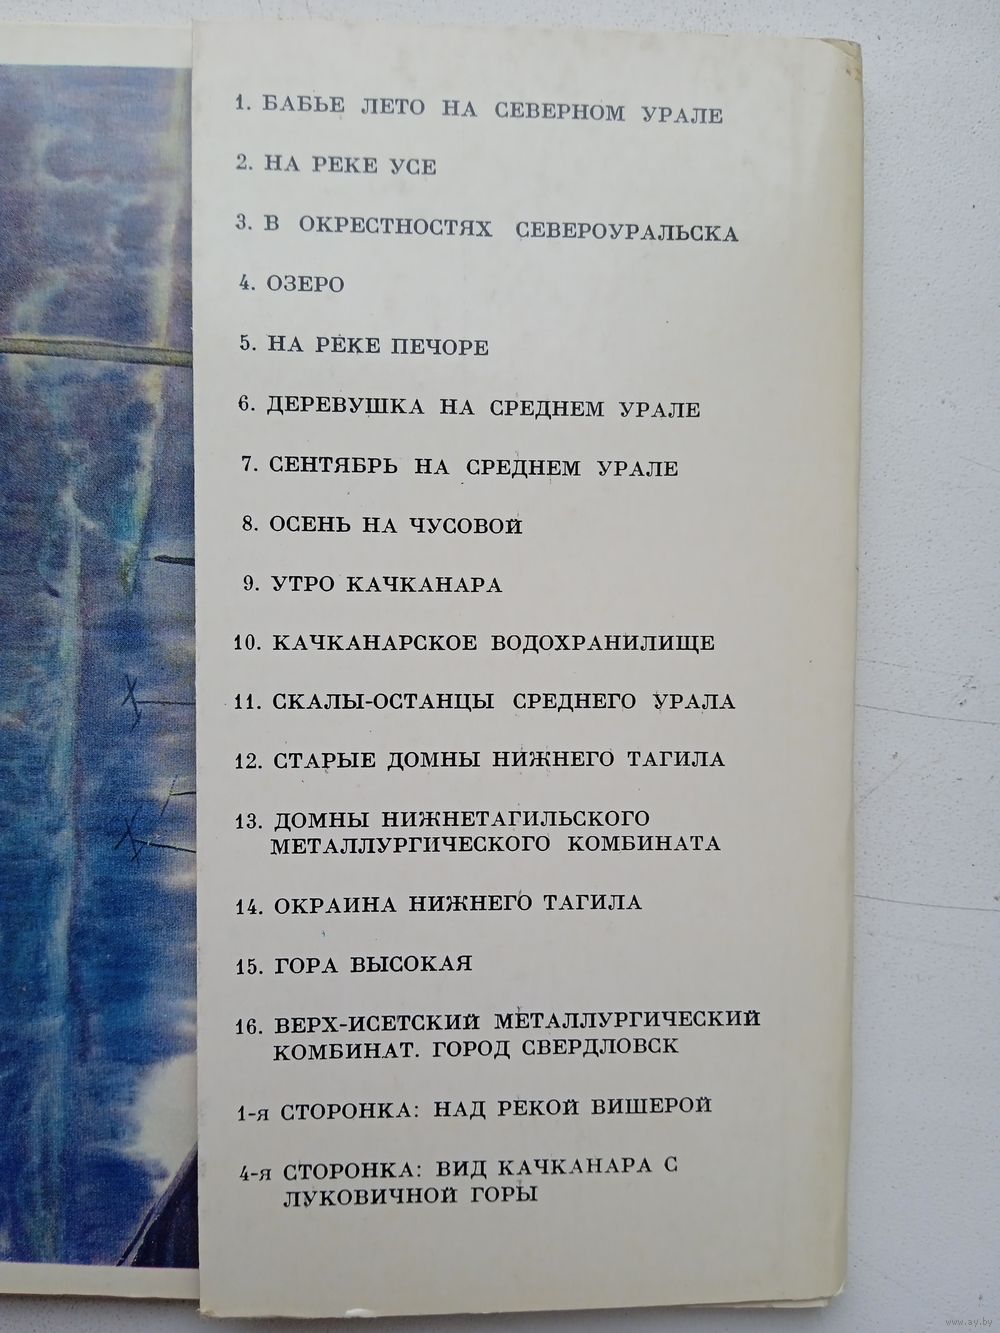 1. БАБЬЕ ЛЕТО НА СЕВЕРНОМ УРАЛЕ
2. НА РЕКЕ УСЕ
3. В ОКРЕСТНОСТЯХ СЕВЕРОУРАЛЬСКА
4. ОЗЕРО
5. НА РЕКЕ ПЕЧОРЕ
6. ДЕРЕВУШКА НА СРЕДНЕМ УРАЛЕ
7. СЕНТЯБРЬ НА СРЕДНЕМ УРАЛЕ
8. ОСЕНЬ НА ЧУСОВОЙ
9. УТРО КАЧКАНАРА
10. КАЧКАНАРСКОЕ ВОДОХРАНИЛИЩЕ
11. СКАЛЫ-ОСТАНЦЫ СРЕДНЕГО УРАЛА
12. СТАРЫЕ ДОМНЫ НИЖНЕГО ТАГИЛА
13. ДОМНЫ НИЖНЕТАГИЛЬСКОГО
МЕТАЛЛУРГИЧЕСКОГО КОМБИНАТА
14. ОКРАИНА НИЖНЕГО ТАГИЛА
15. ГОРА ВЫСОКАЯ
16. ВЕРХ-ИСЕТСКИЙ МЕТАЛЛУРГИЧЕСКИЙ
КОМБИНАТ. ГОРОД СВЕРДЛОВСК
1-я СТОРОНКА: НАД РЕКОЙ ВИШЕРОЙ
4-я СТОРОНКА: ВИД КАЧКАНАРА С
ЛУКОВИЧНОЙ ГОРЫ
www.ay.by